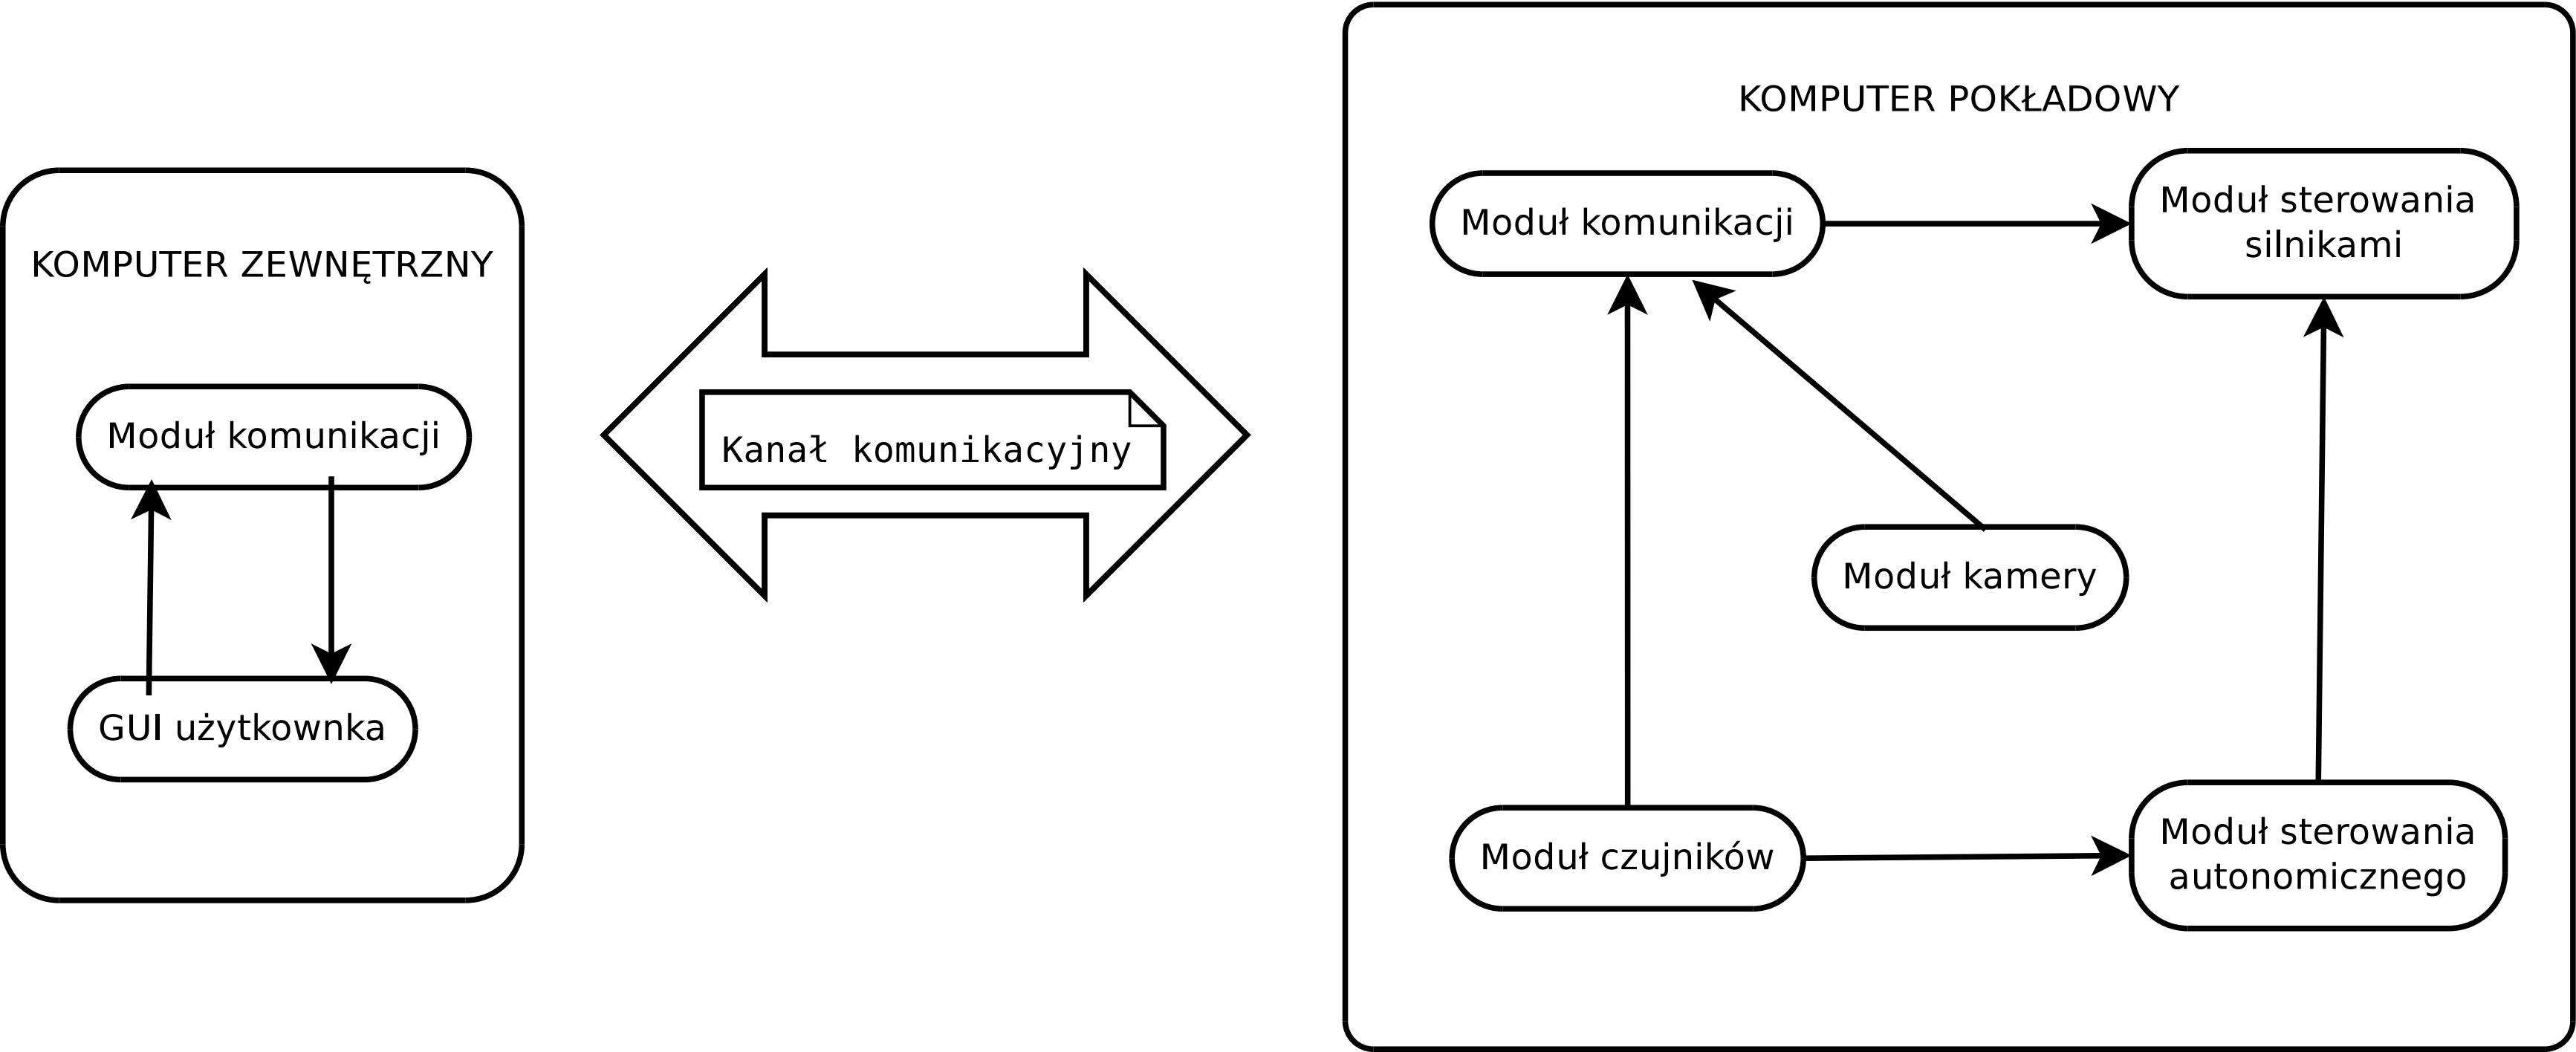 KOMPUTER ZEWNĘTRZNY
Moduł komunikacji
GUI użytkownka
Kanał komunikacyjny
KOMPUTER POKŁADOWY
Moduł komunikacji
Moduł sterowania
silnikami
Moduł kamery
Moduł czujników
Moduł sterowania
autonomicznego